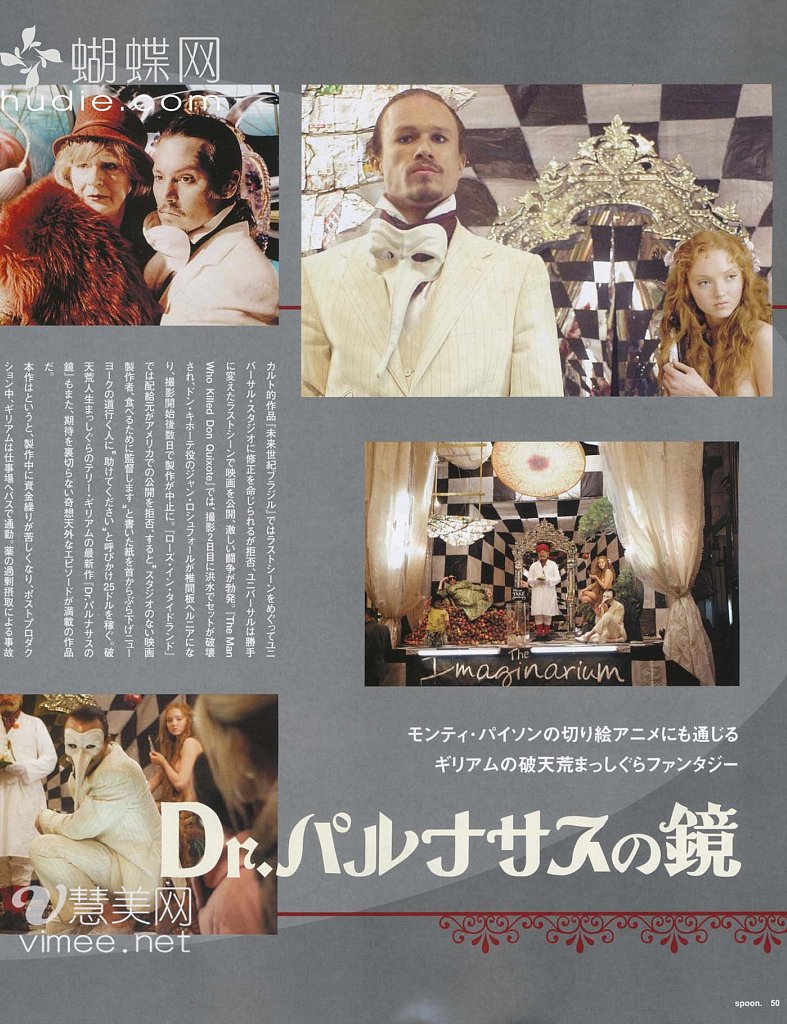 蝴蝶网
hudie.com
カルト的作品『未来世紀ブラジル』ではラストシーンをめぐってユニ
バーサル・スタジオに修正を命じられるが拒否、ユニバーサルは勝手
に変えたラストシーンで映画を公開、激しい闘争が勃発。『The Man
Who Killed Don Quixote』では、撮影2日目に洪水でセットが破壊
され、ドン・キホーテ役のジャン・ロシュフォールが椎間板ヘルニアにな
り、撮影開始後数日で製作が中止に。『ローズ・イン・タイドランド』
では配給元がアメリカでの公開を拒否すると、“スタジオのない映画
製作者、食べるために監督します”と書いた紙を首からぶら下げニュー
ヨークの道行く人に“助けてください”と呼びかけ25ドルを稼ぐ。破
天荒人生まっしぐらのテリー・ギリアムの最新作『Dr.パルナサスの
鏡』もまた、期待を裏切らない奇想天外なエピソードが満載の作品
だ。
本作はというと、製作中に資金繰りが苦しくなり、ポスト・プロダク
ション中、ギリアムは仕事場へバスで通勤。薬の過剰摂取による事故
The
Imaginarium
モンティ・パイソンの切り絵アニメにも通じる
ギリアムの破天荒まっしぐらファンタジー
Dr.パルナサスの鏡
v慧美网
vimee.net
spoon. 50